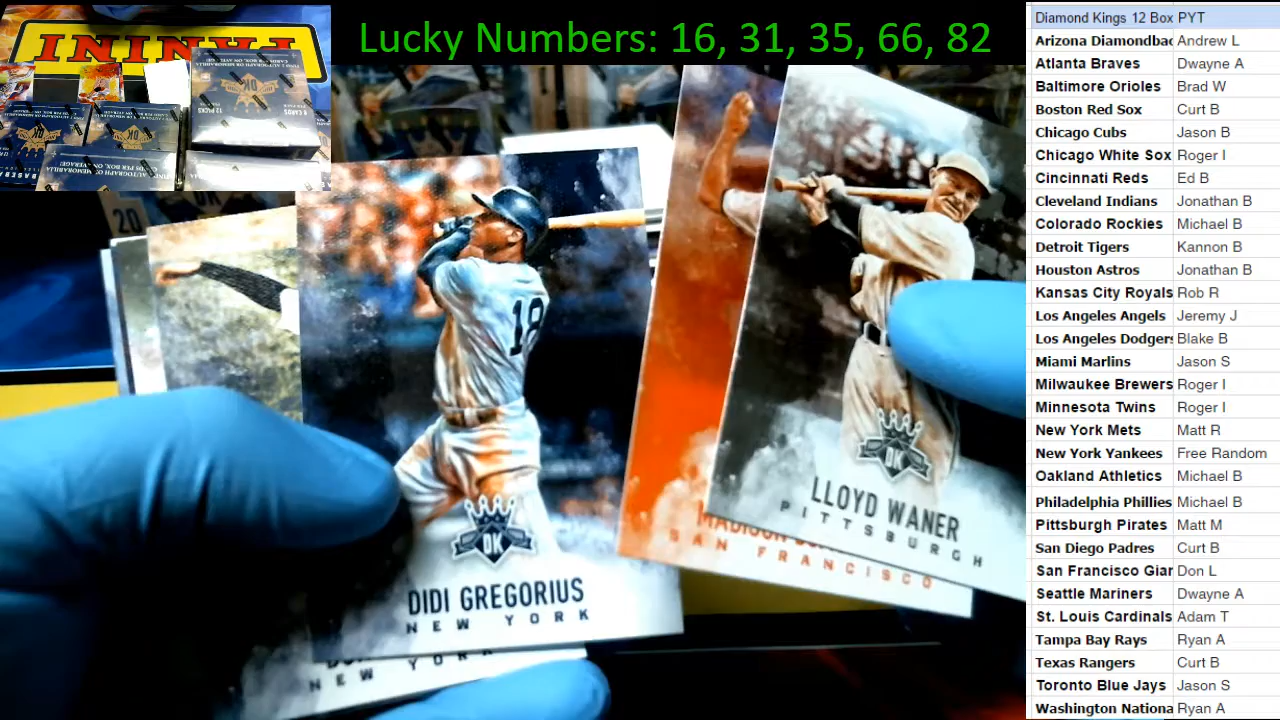 Lucky Numbers: 16, 31, 35, 66, 82
PANINI
20
18
DK
DIDI GREGORIUS
NEW YORK
NEW YORK
DK
LLOYD WANER
PITTSBURGH
MADISON
SAN FRANCISCO
Diamond Kings 12 Box PYT
Arizona Diamondbac Andrew L
Atlanta Braves Dwayne A
Baltimore Orioles Brad W
Boston Red Sox Curt B
Chicago Cubs Jason B
Chicago White Sox Roger I
Cincinnati Reds Ed B
Cleveland Indians Jonathan B
Colorado Rockies Michael B
Detroit Tigers Kannon B
Houston Astros Jonathan B
Kansas City Royals Rob R
Los Angeles Angels Jeremy J
Los Angeles Dodgers Blake B
Miami Marlins Jason S
Milwaukee Brewers Roger I
Minnesota Twins Roger I
New York Mets Matt R
New York Yankees Free Random
Oakland Athletics Michael B
Philadelphia Phillies Michael B
Pittsburgh Pirates Matt M
San Diego Padres Curt B
San Francisco Giar Don L
Seattle Mariners Dwayne A
St. Louis Cardinals Adam T
Tampa Bay Rays Ryan A
Texas Rangers Curt B
Toronto Blue Jays Jason S
Washington Nationa Ryan A